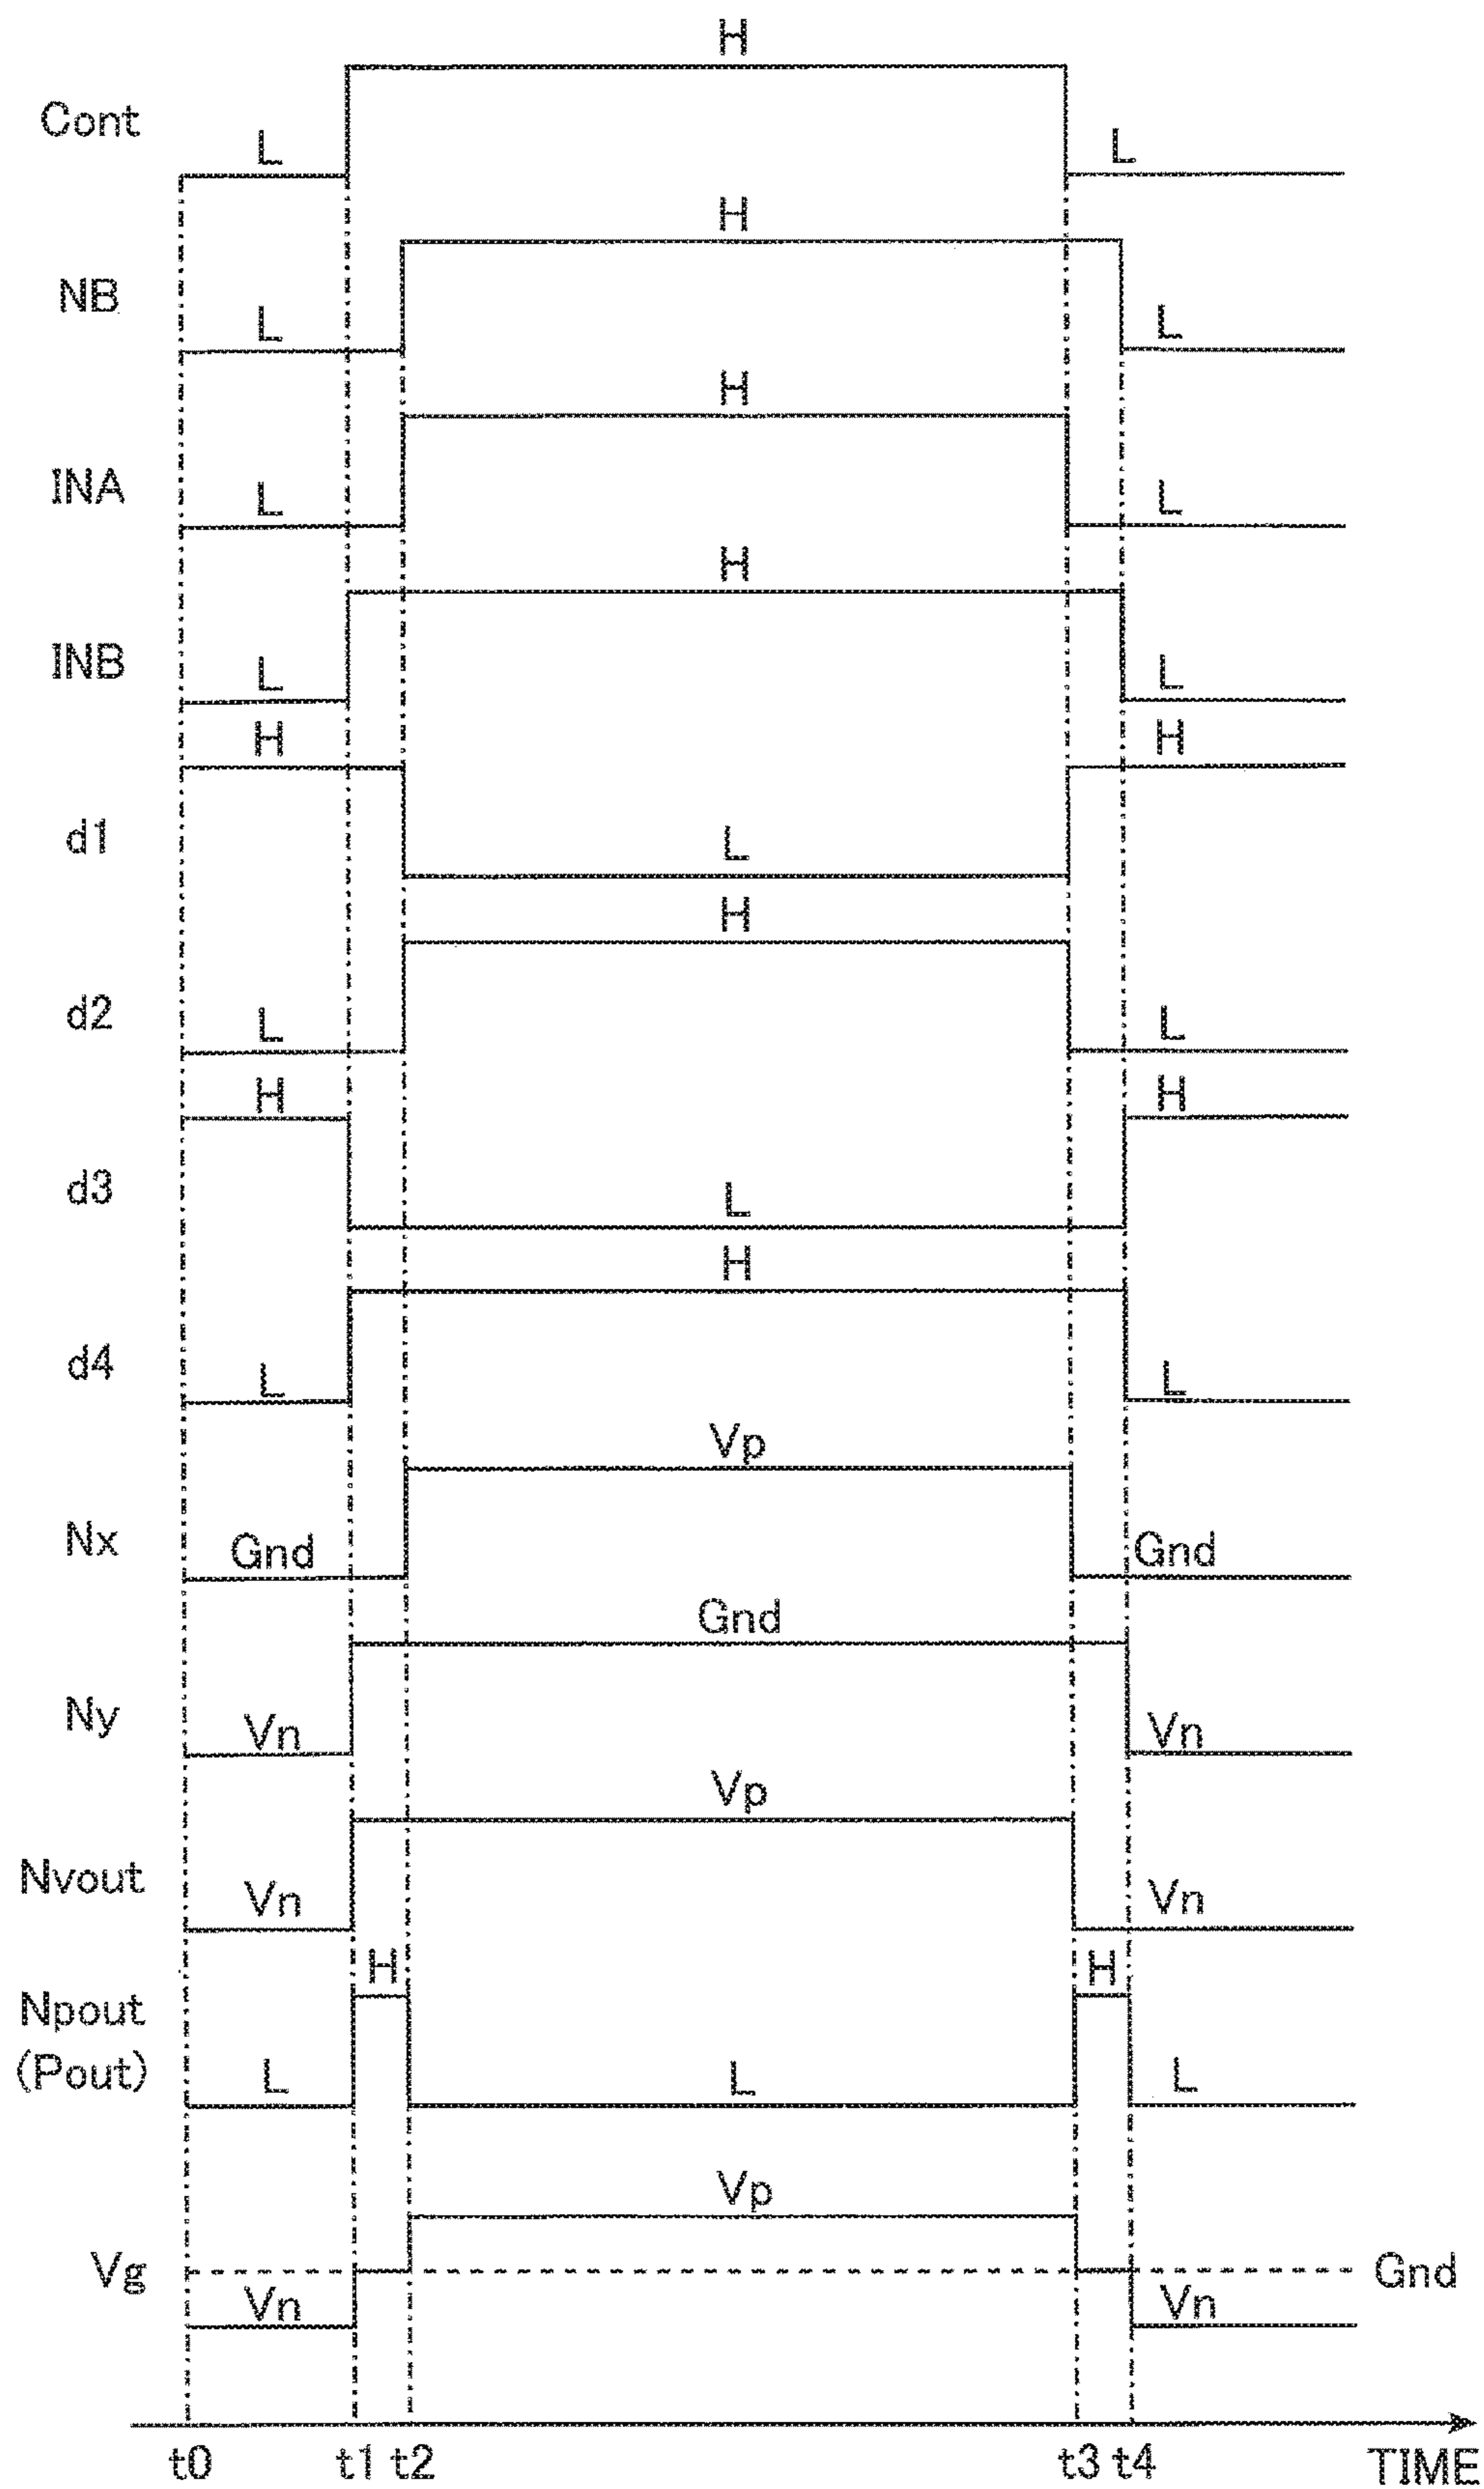 H
Cont L L
H
NB L L
H
INA L L
H
INB L L
H H
d1 L
H
d2 L L
H H
d3 L
H
d4 L L
Vp
Nx Gnd Gnd
Gnd
Ny Vn Vn
Vp
Nvout Vn Vn
H H
Npout
(Pout) L L L
Vp
Vg Gnd
Vn Vn
t0 t1 t2 t3 t4 TIME